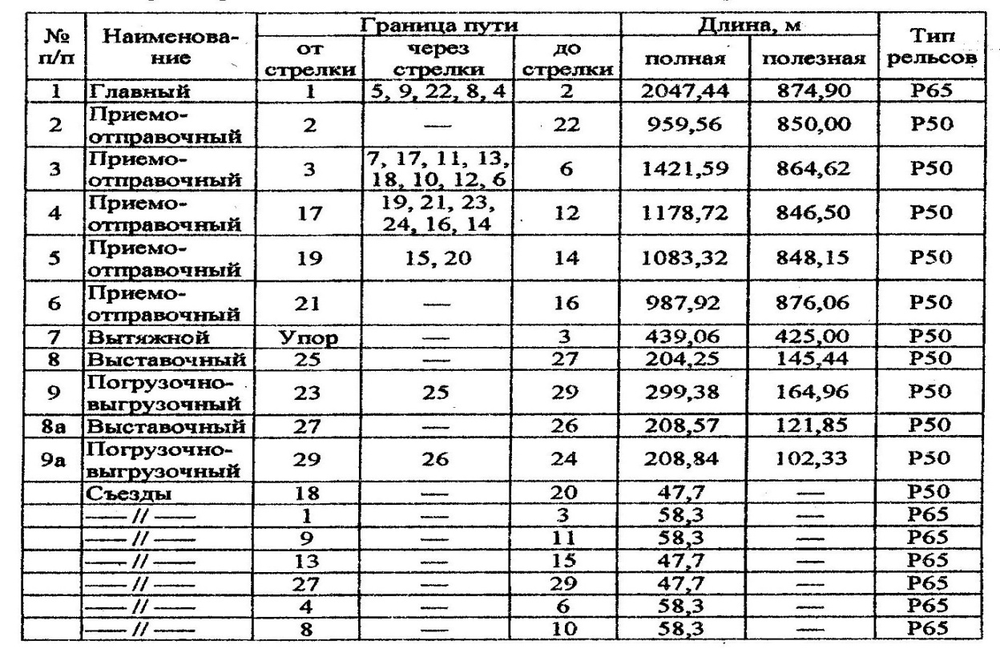 № п/п Наименова- ние Граница пути Длина, м Тип рельсов
от стрелки через стрелки до стрелки полная полезная
1 Главный 1 5, 9, 22, 8, 4 2 2047,44 874,90 Р65
2 Приемо- отправочный 2 — 22 959,56 850,00 Р50
3 Приемо- отправочный 3 7, 17, 11, 13, 18, 10, 12, 6 6 1421,59 864,62 Р50
4 Приемо- отправочный 17 19, 21, 23, 24, 16, 14 12 1178,72 846,50 Р50
5 Приемо- отправочный 19 15, 20 14 1083,32 848,15 Р50
6 Приемо- отправочный 21 — 16 987,92 876,06 Р50
7 Вытяжной Упор — 3 439,06 425,00 Р50
8 Выставочный 25 — 27 204,25 145,44 Р50
9 Погрузочно- выгрузочный 23 25 29 299,38 164,96 Р50
8а Выставочный 27 — 26 208,57 121,85 Р50
9а Погрузочно- выгрузочный 29 26 24 208,84 102,33 Р50
Съезды 18 — 20 47,7 — Р50
— // — 1 — 3 58,3 — Р65
— // — 9 — 11 58,3 — Р65
— // — 13 — 15 47,7 — Р65
— // — 27 — 29 47,7 — Р65
— // — 4 — 6 58,3 — Р65
— // — 8 — 10 58,3 — Р65